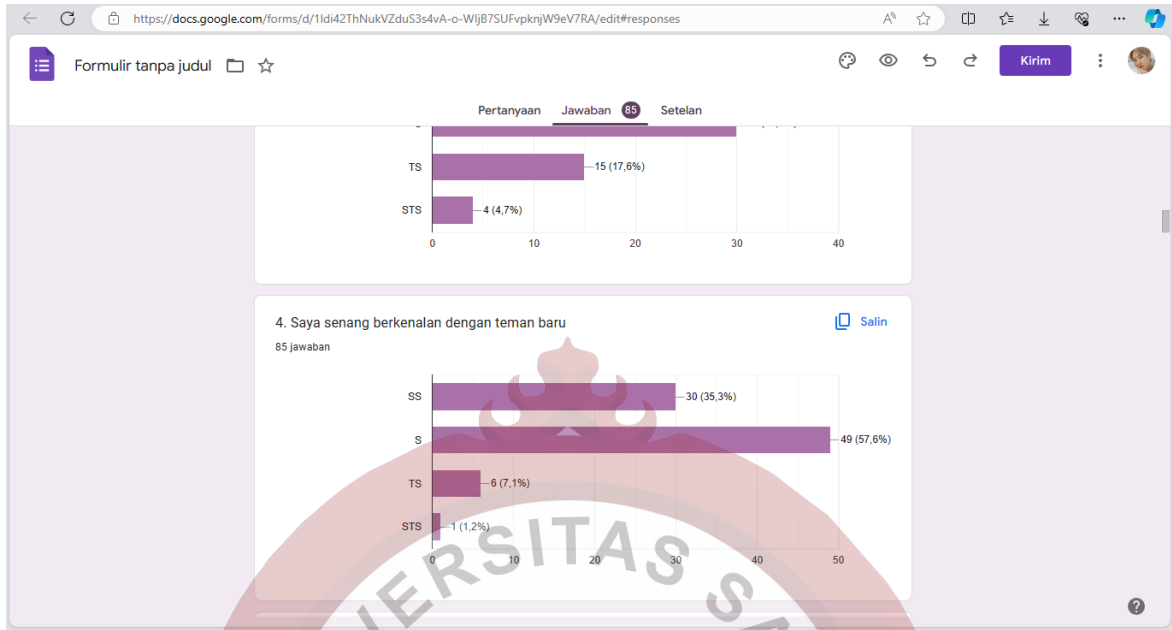 https://docs.google.com/forms/d/1Idi42ThNukVZduS3s4vA-o-WIjB7SUFvpknjW9eV7RA/edit#responses
Formulir tanpa judul
Kirim
Pertanyaan Jawaban 85 Setelan
TS 15 (17,6%)
STS 4 (4,7%)
0 10 20 30 40
4. Saya senang berkenalan dengan teman baru
Salin
85 jawaban
SS 30 (35,3%)
S 49 (57,6%)
TS 6 (7,1%)
STS 1 (1,2%)
0 10 20 30 40 50
ERSITAS SA